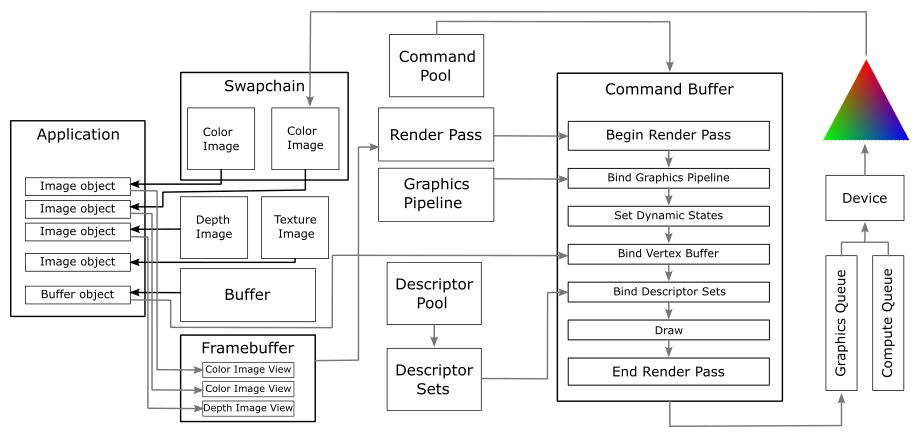 Application
Image object
Image object
Image object
Image object
Buffer object
Swapchain
Color
Image
Color
Image
Depth
Image
Texture
Image
Buffer
Framebuffer
Color Image View
Color Image View
Depth Image View
Command
Pool
Render Pass
Graphics
Pipeline
Descriptor
Pool
Descriptor
Sets
Command Buffer
Begin Render Pass
Bind Graphics Pipeline
Set Dynamic States
Bind Vertex Buffer
Bind Descriptor Sets
Draw
End Render Pass
Device
Graphics Queue
Compute Queue